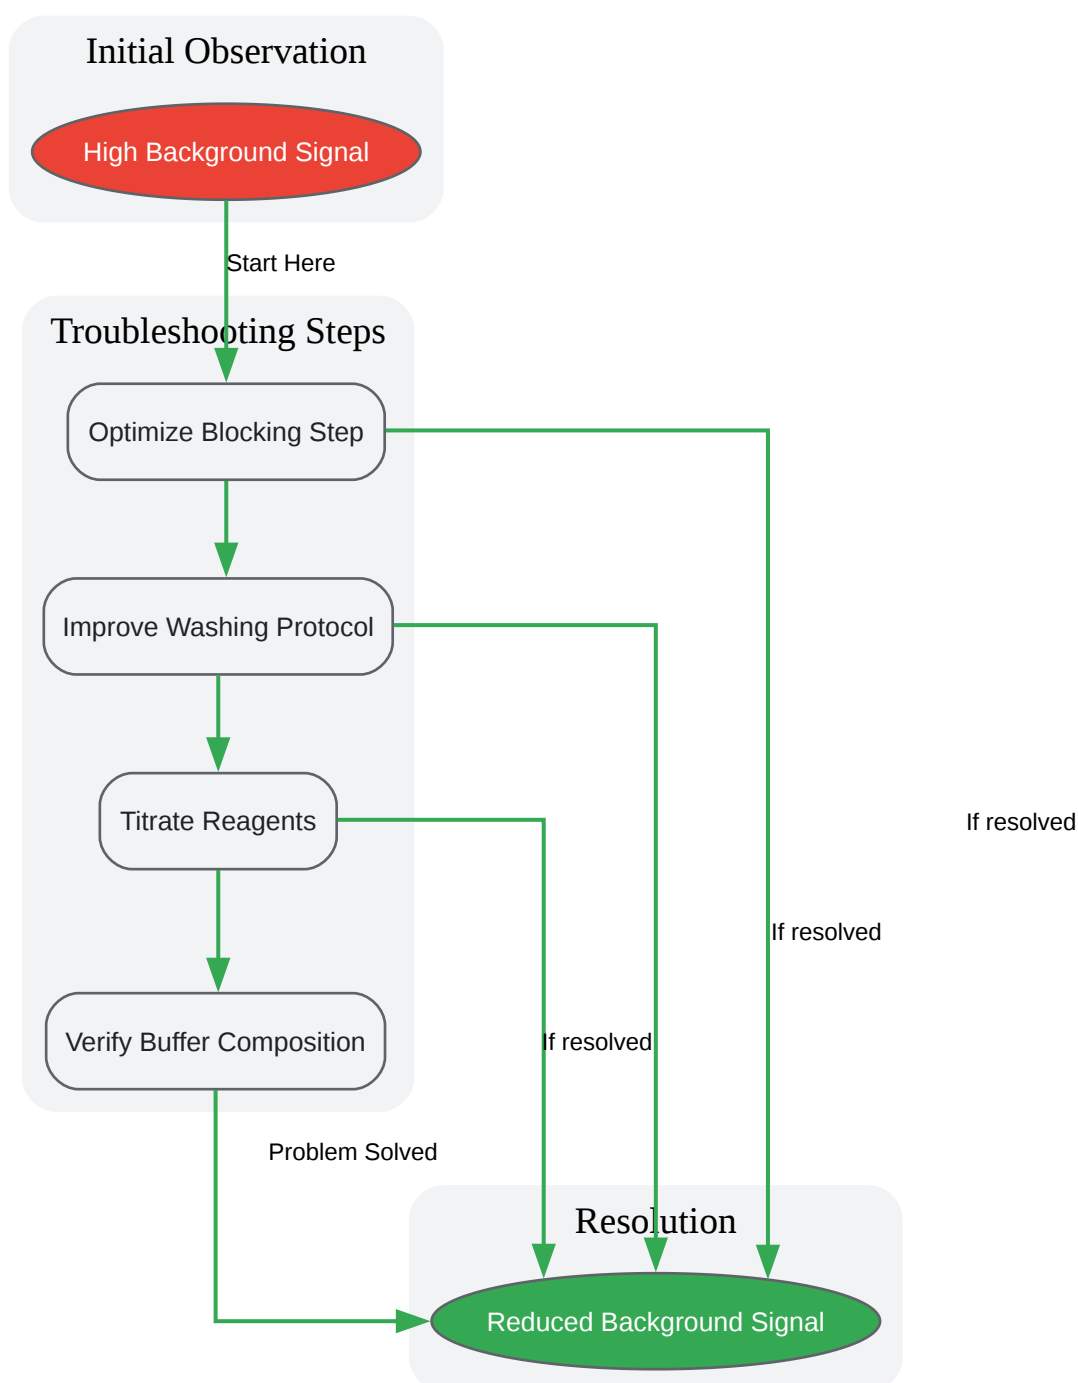 Initial Observation
High Background Signal
Start Here
Troubleshooting Steps
Optimize Blocking Step
Improve Washing Protocol
Titrate Reagents
If resolved
If resolved
Verify Buffer Composition
If resolved
Problem Solved
Resolution
Reduced Background Signal